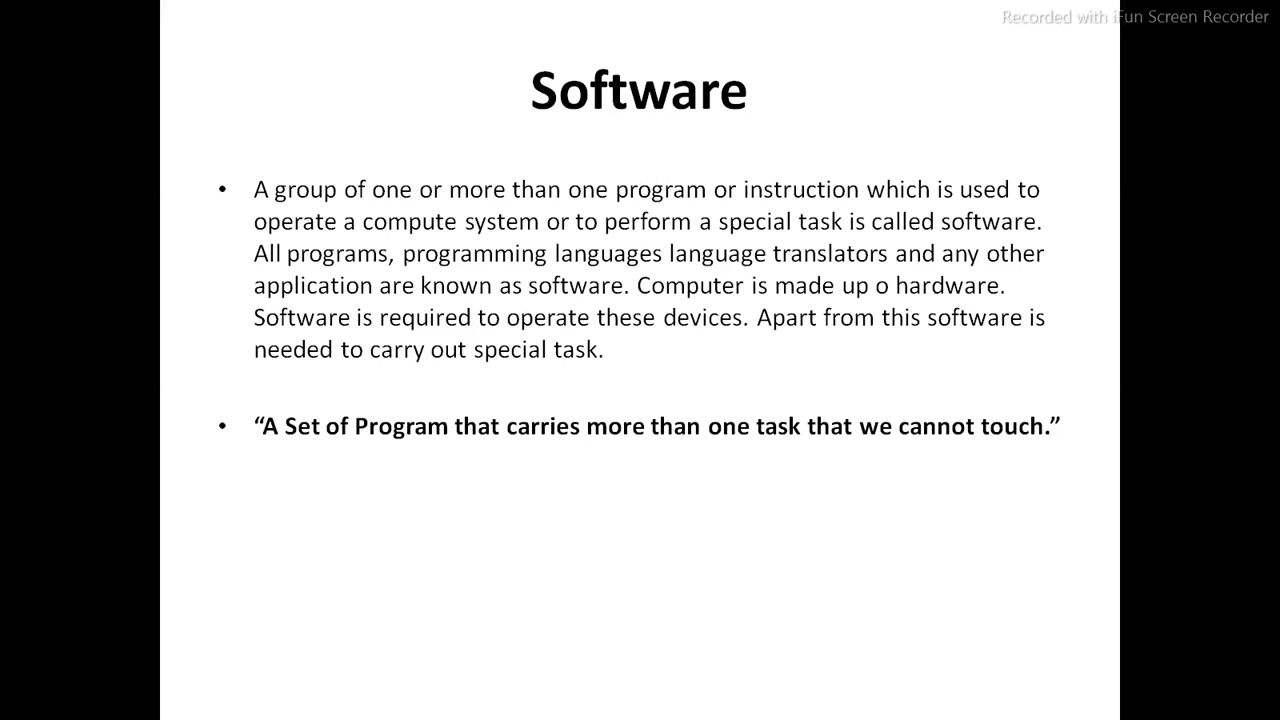 Recorded with iFun Screen Recorder
Software
• A group of one or more than one program or instruction which is used to
operate a compute system or to perform a special task is called software.
All programs, programming languages language translators and any other
application are known as software. Computer is made up o hardware.
Software is required to operate these devices. Apart from this software is
needed to carry out special task.
• “A Set of Program that carries more than one task that we cannot touch.”